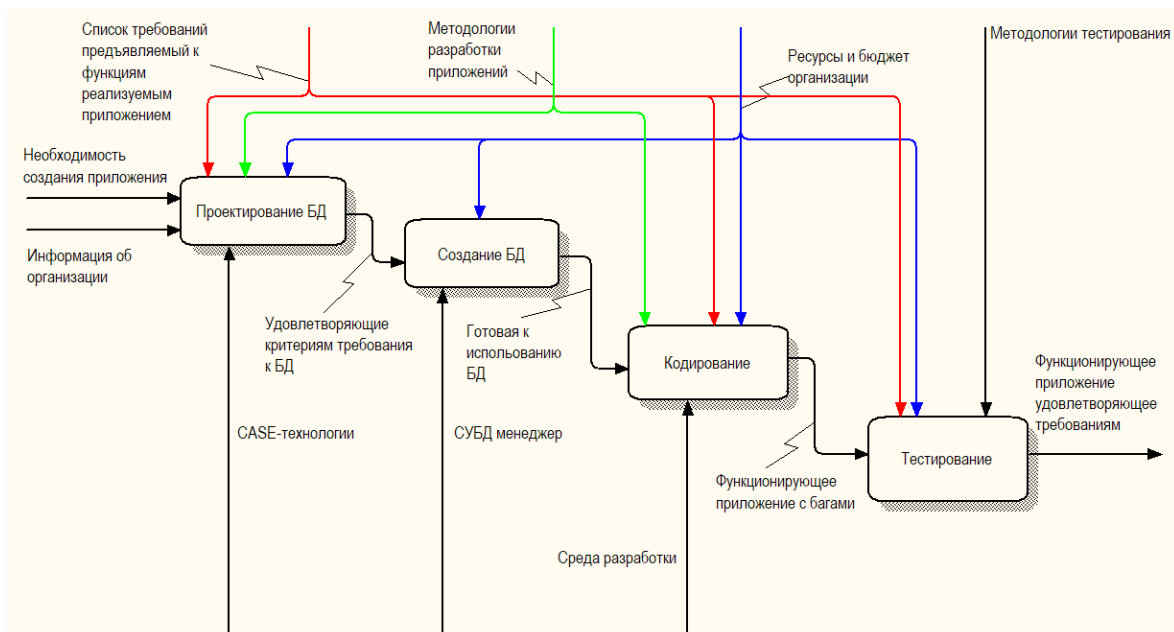 Список требований
предъявляемый к
функциям
реализуемым
приложением
Методологии
разработки
приложений
Ресурсы и бюджет
организации
Методологии тестирования
Необходимость
создания приложения
Информация об
организации
Проектирование БД
Создание БД
Удовлетворяющие
критериям требования
к БД
Готовая к
испольованию
БД
Кодирование
Функционирующее
приложение
удовлетворяющее
требованиям
CASE-технологии
СУБД менеджер
Тестирование
Функционирующее
приложение с багами
Среда разработки